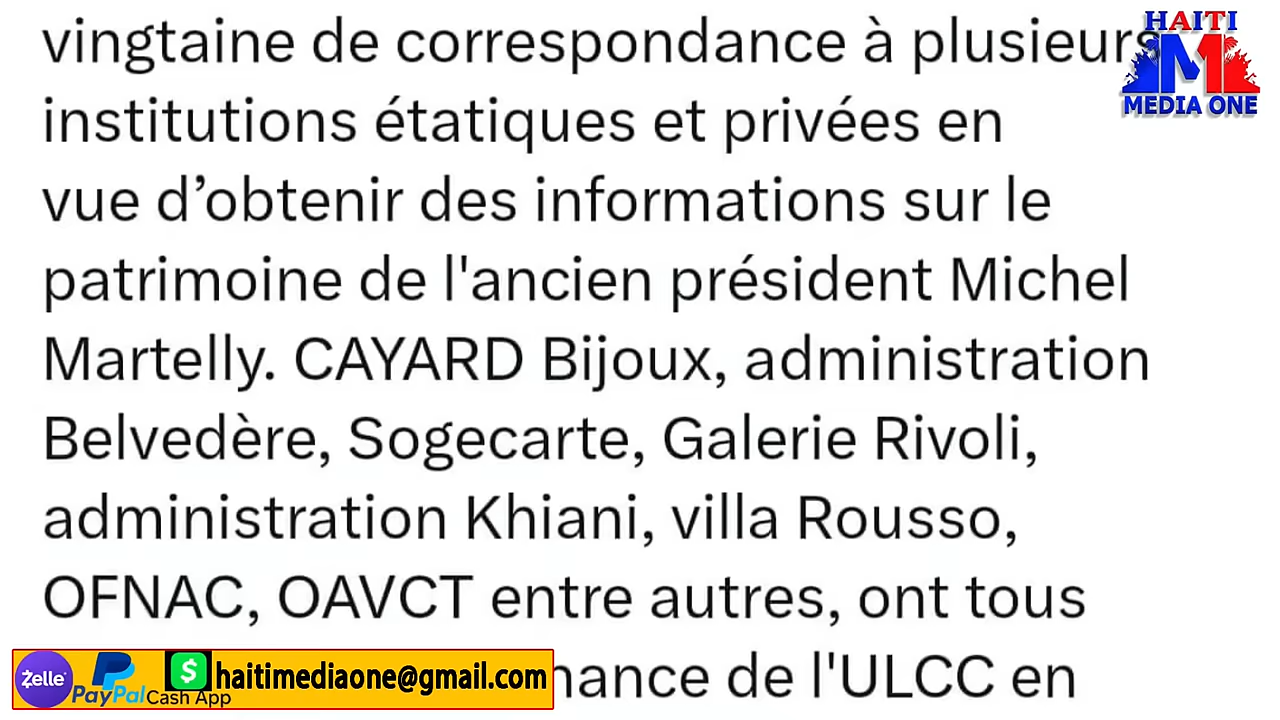 vingtaine de correspondance à plusieurs
institutions étatiques et privées en
vue d’obtenir des informations sur le
patrimoine de l'ancien président Michel
Martelly. CAYARD Bijoux, administration
Belvedère, Sogecarte, Galerie Rivoli,
administration Khiani, villa Rousso,
OFNAC, OAVCT entre autres, ont tous
de l'ULCC en
HAITI
M
MEDIA ONE
Zelle
PayPal
$
Cash App
haitimediaone@gmail.com